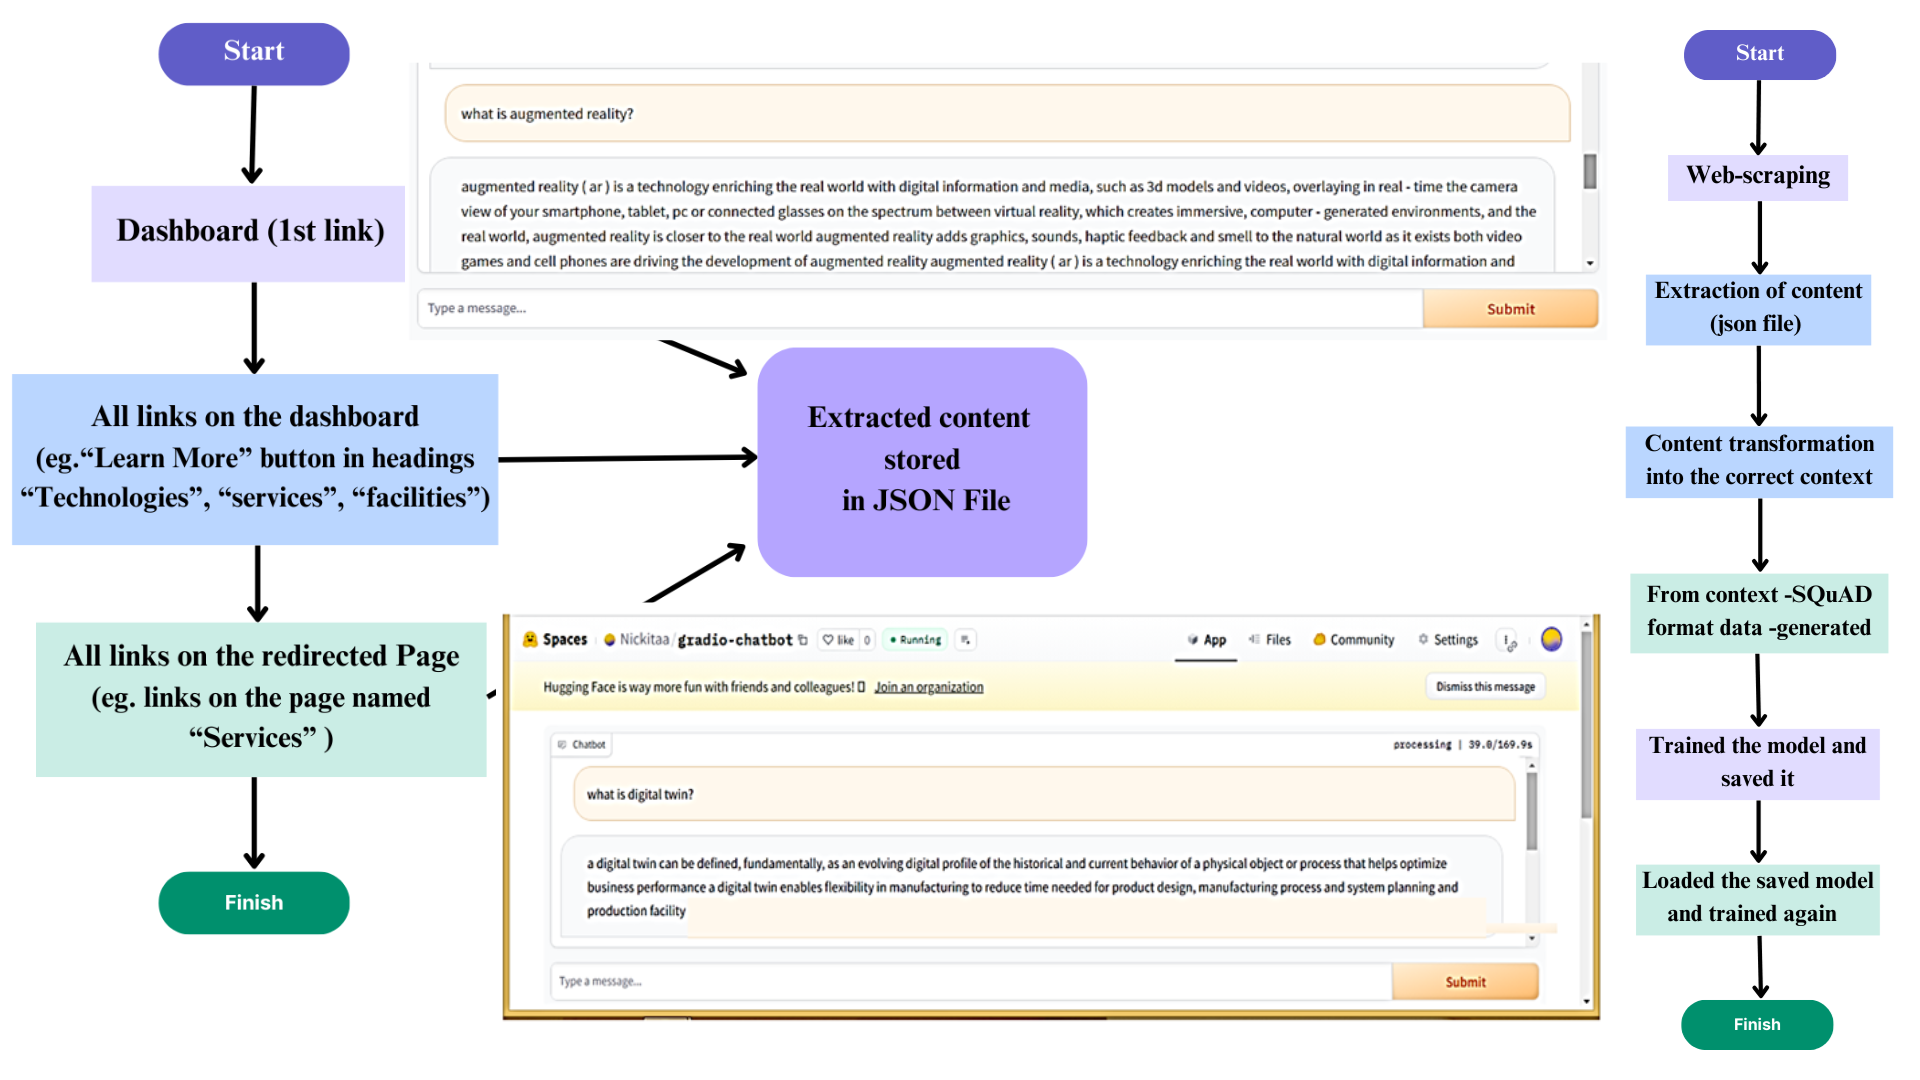 Start
Dashboard (1st link)
All links on the dashboard
(eg.“Learn More” button in headings
“Technologies”, “services”, “facilities”)
All links on the redirected Page
(eg. links on the page named
“Services” )
Finish
what is augmented reality?
augmented reality ( ar ) is a technology enriching the real world with digital information and media, such as 3d models and videos, overlaying in real - time the camera
view of your smartphone, tablet, pc or connected glasses on the spectrum between virtual reality, which creates immersive, computer - generated environments, and the
real world, augmented reality is closer to the real world augmented reality adds graphics, sounds, haptic feedback and smell to the natural world as it exists both video
games and cell phones are driving the development of augmented reality augmented reality ( ar ) is a technology enriching the real world with digital information and
Type a message...
Submit
Extracted content
stored
in JSON File
Spaces Nickitaa/gradio-chatbot like 0 Running App Files Community Settings
Hugging Face is way more fun with friends and colleagues! Join an organization Dismiss this message
Chatbot processing | 39.0/169.9s
what is digital twin?
a digital twin can be defined, fundamentally, as an evolving digital profile of the historical and current behavior of a physical object or process that helps optimize
business performance a digital twin enables flexibility in manufacturing to reduce time needed for product design, manufacturing process and system planning and
production facility
Type a message...
Submit
Start
Web-scraping
Extraction of content
(json file)
Content transformation
into the correct context
From context -SQuAD
format data -generated
Trained the model and
saved it
Loaded the saved model
and trained again
Finish